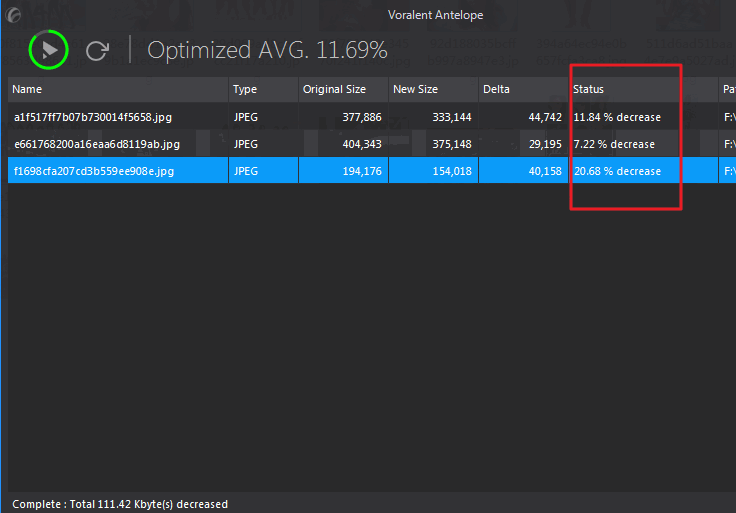 Voralent Antelope
Optimized AVG. 11.69%
Name Type Original Size New Size Delta Status
a1f517ff7b07b730014f5658.jpg JPEG 377,886 333,144 44,742 11.84 % decrease F:\
e661768200a16eaa6d8119ab.jpg JPEG 404,343 375,148 29,195 7.22 % decrease F:\
f1698cfa207cd3b559ee908e.jpg JPEG 194,176 154,018 40,158 20.68 % decrease F:\
Complete : Total 111.42 Kbyte(s) decreased